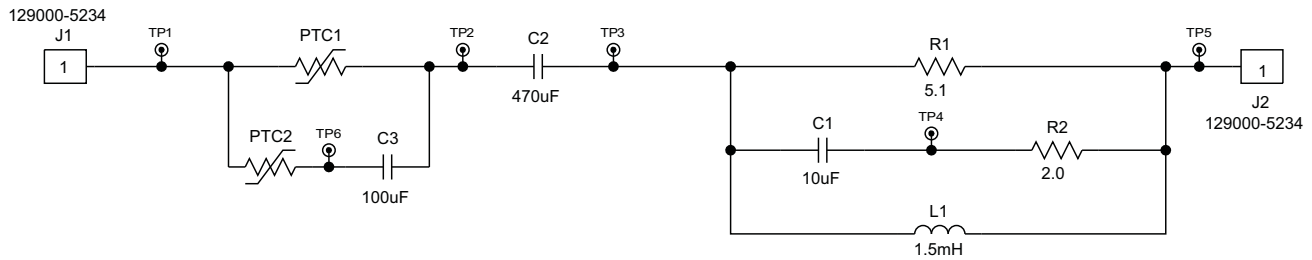 129000-5234
J1
1
TP1
PTC1
TP2
C2
470uF
TP3
R1
5.1
TP5
1
J2
129000-5234
PTC2
TP6
C3
100uF
C1
10uF
TP4
R2
2.0
L1
1.5mH